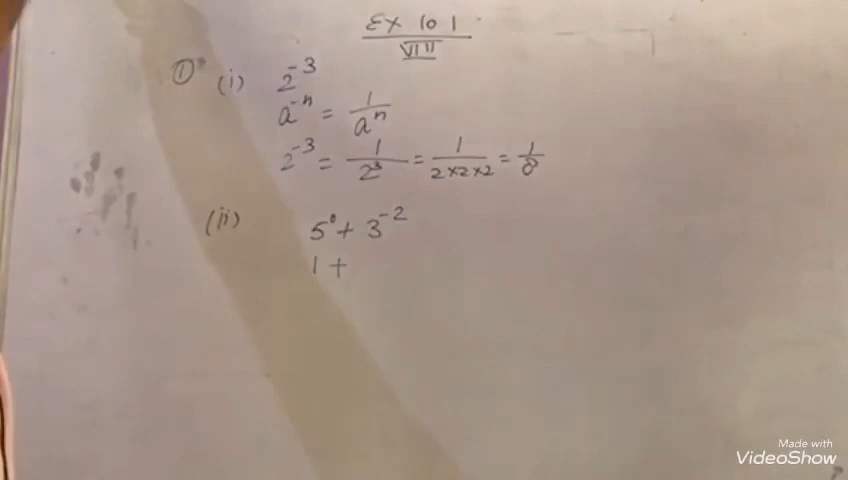 Ex 10 1
VIII
① (i) 2⁻³
a⁻ⁿ = 1/aⁿ
2⁻³ = 1/2³ = 1/2×2×2 = 1/8
(ii) 5⁰ + 3⁻²
1 +
Made with
VideoShow